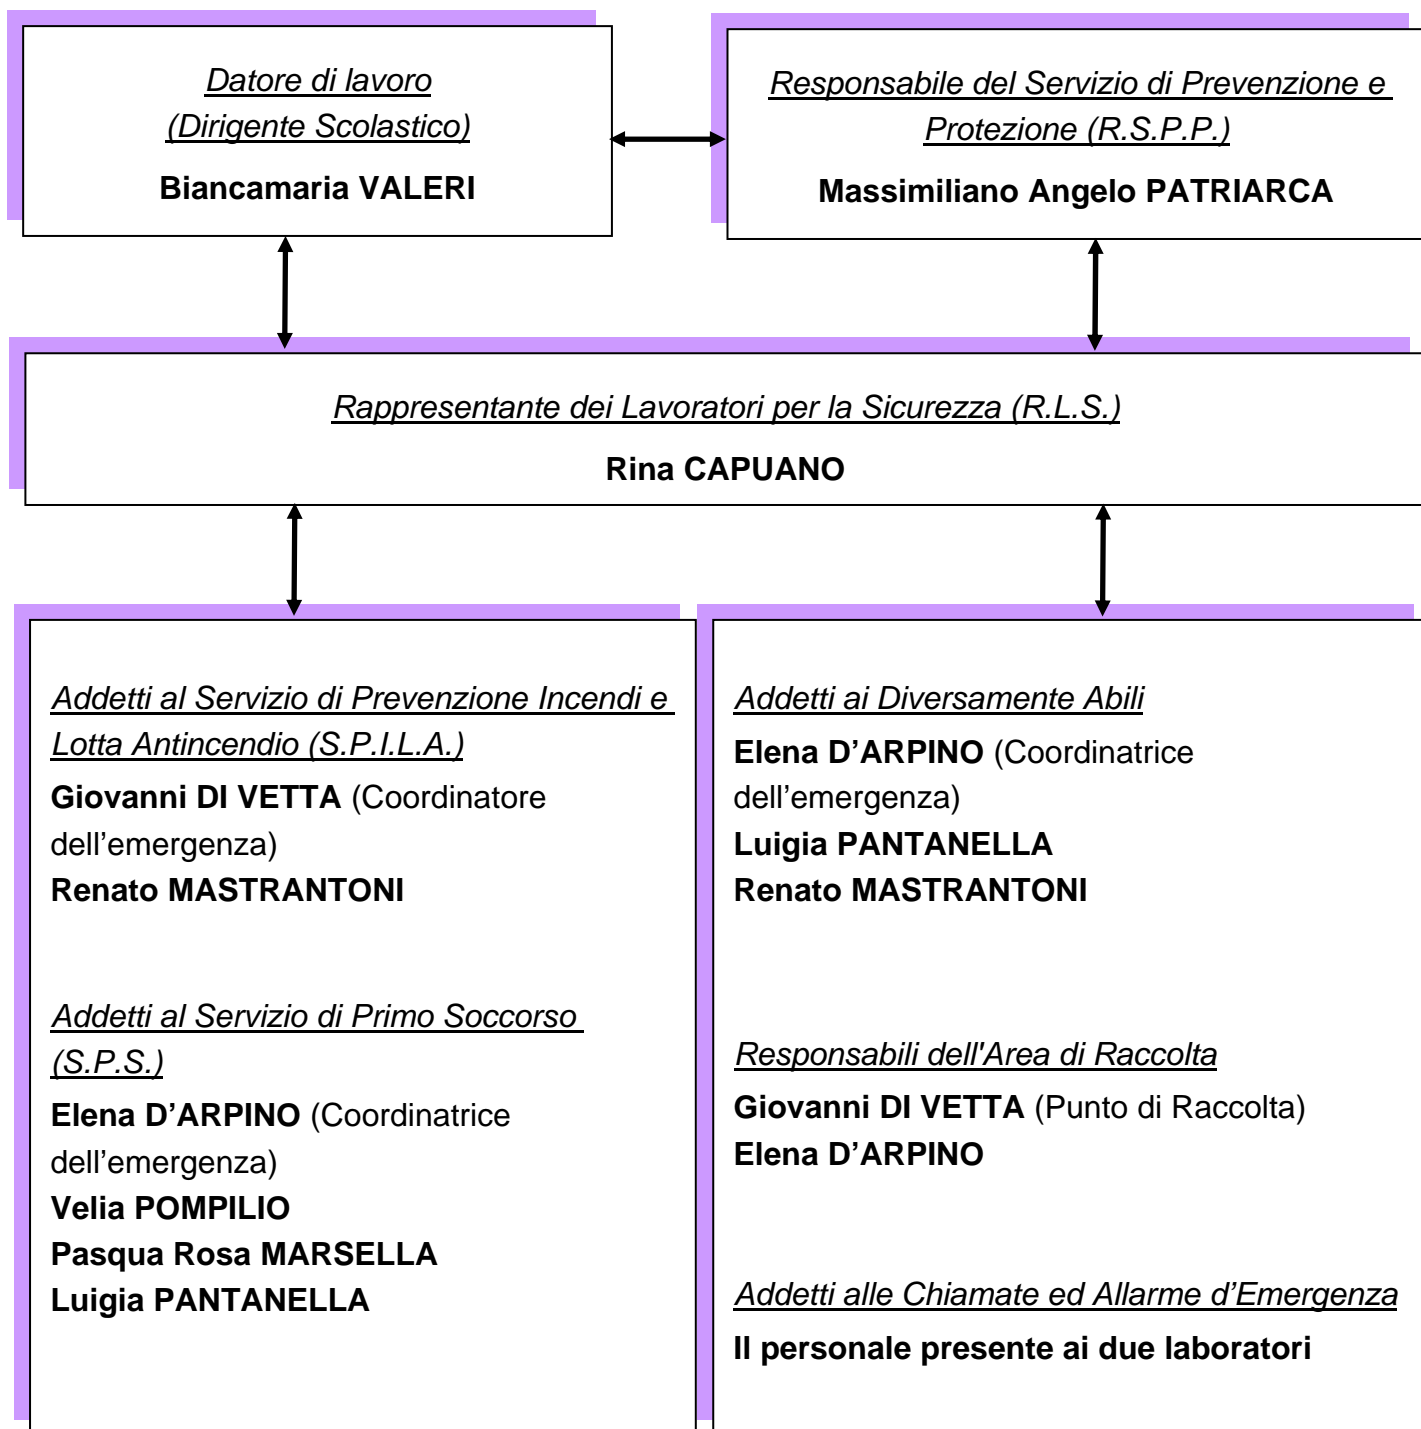 Datore di lavoro
(Dirigente Scolastico)
Biancamaria VALERI
Responsabile del Servizio di Prevenzione e
Protezione (R.S.P.P.)
Massimiliano Angelo PATRIARCA
Rappresentante dei Lavoratori per la Sicurezza (R.L.S.)
Rina CAPUANO
Addetti al Servizio di Prevenzione Incendi e
Lotta Antincendio (S.P.I.L.A.)
Giovanni DI VETTA (Coordinatore
dell’emergenza)
Renato MASTRANTONI
Addetti al Servizio di Primo Soccorso
(S.P.S.)
Elena D’ARPINO (Coordinatrice
dell’emergenza)
Velia POMPILIO
Pasqua Rosa MARSELLA
Luigia PANTANELLA
Addetti ai Diversamente Abili
Elena D’ARPINO (Coordinatrice
dell’emergenza)
Luigia PANTANELLA
Renato MASTRANTONI
Responsabili dell'Area di Raccolta
Giovanni DI VETTA (Punto di Raccolta)
Elena D’ARPINO
Addetti alle Chiamate ed Allarme d’Emergenza
Il personale presente ai due laboratori